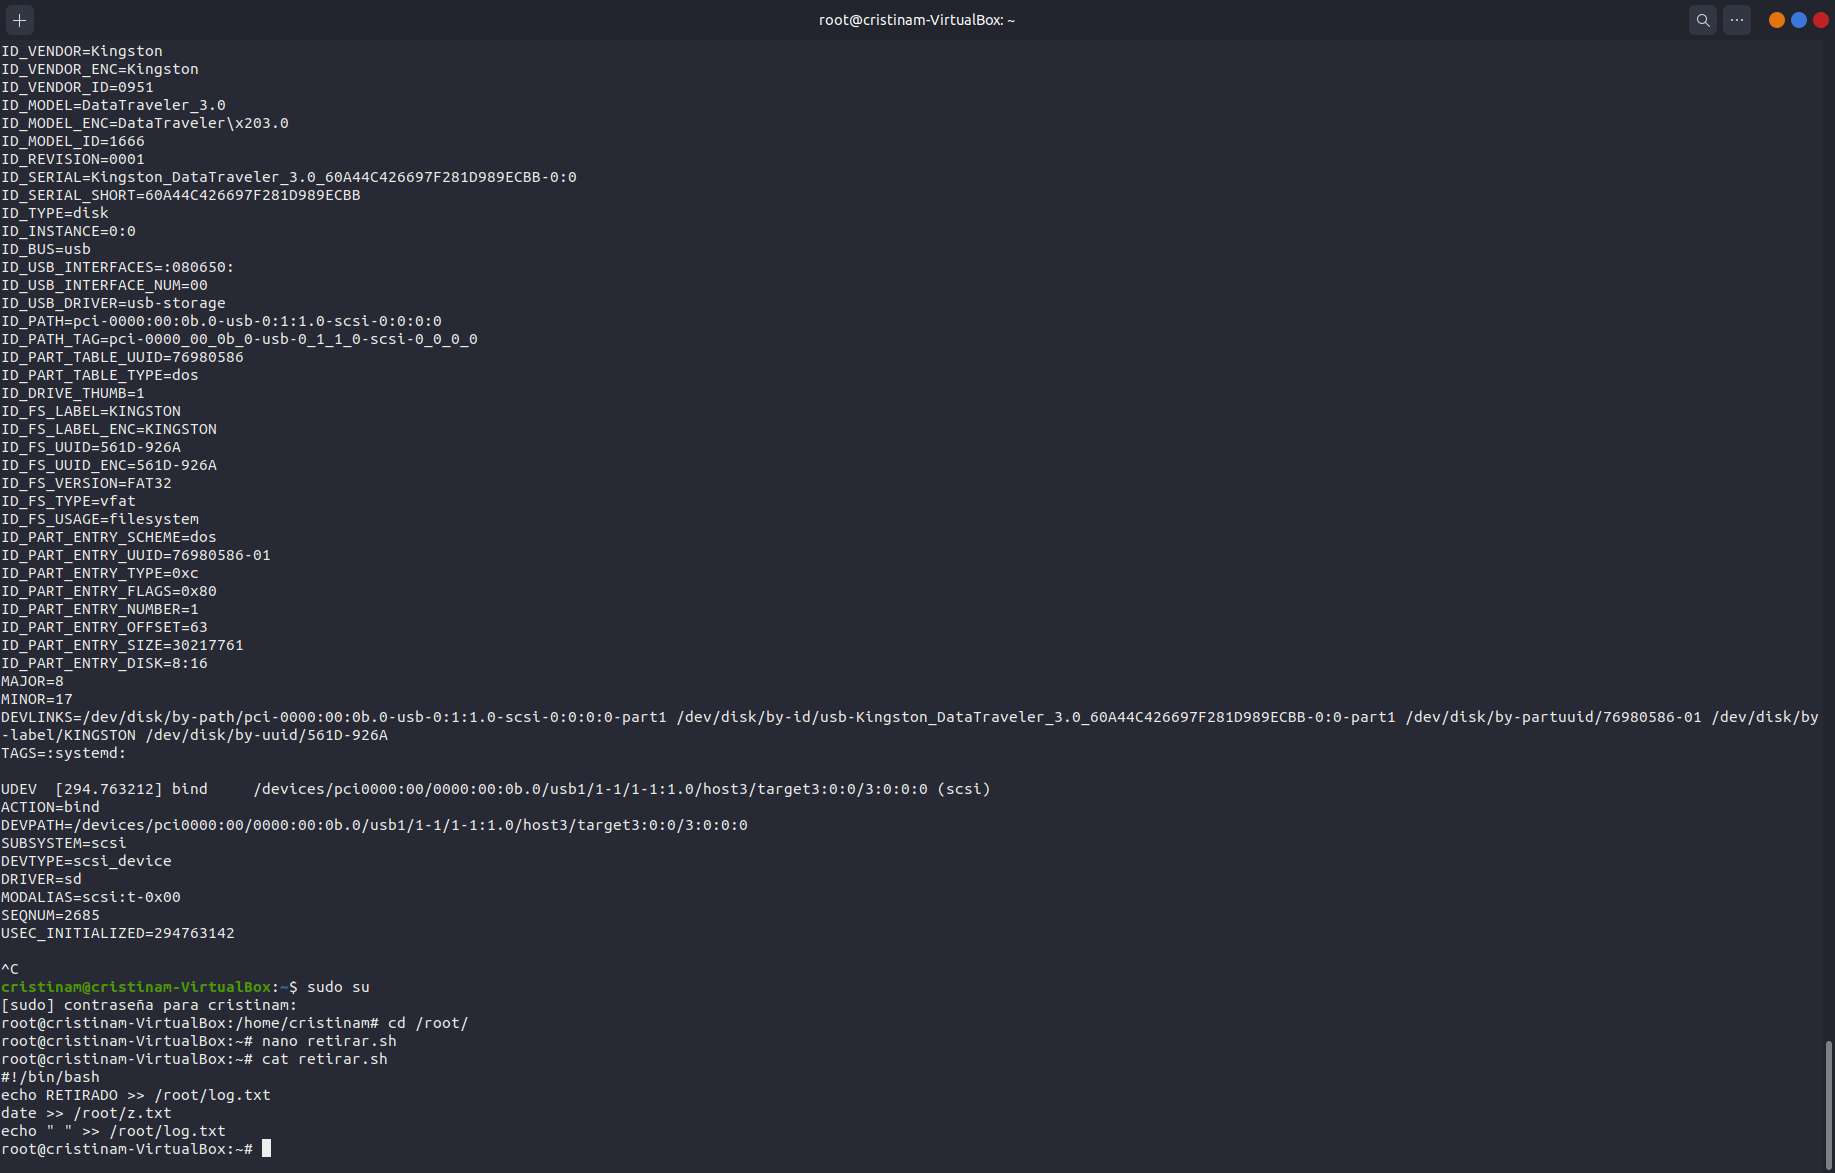 root@cristinam-VirtualBox: ~
ID_VENDOR=Kingston
ID_VENDOR_ENC=Kingston
ID_VENDOR_ID=0951
ID_MODEL=DataTraveler_3.0
ID_MODEL_ENC=DataTraveler\x203.0
ID_MODEL_ID=1666
ID_REVISION=0001
ID_SERIAL=Kingston_DataTraveler_3.0_60A44C426697F281D989ECBB-0:0
ID_SERIAL_SHORT=60A44C426697F281D989ECBB
ID_TYPE=disk
ID_INSTANCE=0:0
ID_BUS=usb
ID_USB_INTERFACES=:080650:
ID_USB_INTERFACE_NUM=00
ID_USB_DRIVER=usb-storage
ID_PATH=pci-0000:00:0b.0-usb-0:1:1.0-scsi-0:0:0:0
ID_PATH_TAG=pci-0000_00_0b_0-usb-0_1_1_0-scsi-0_0_0_0
ID_PART_TABLE_UUID=76980586
ID_PART_TABLE_TYPE=dos
ID_DRIVE_THUMB=1
ID_FS_LABEL=KINGSTON
ID_FS_LABEL_ENC=KINGSTON
ID_FS_UUID=561D-926A
ID_FS_UUID_ENC=561D-926A
ID_FS_VERSION=FAT32
ID_FS_TYPE=vfat
ID_FS_USAGE=filesystem
ID_PART_ENTRY_SCHEME=dos
ID_PART_ENTRY_UUID=76980586-01
ID_PART_ENTRY_TYPE=0xc
ID_PART_ENTRY_FLAGS=0x80
ID_PART_ENTRY_NUMBER=1
ID_PART_ENTRY_OFFSET=63
ID_PART_ENTRY_SIZE=30217761
ID_PART_ENTRY_DISK=8:16
MAJOR=8
MINOR=17
DEVLINKS=/dev/disk/by-path/pci-0000:00:0b.0-usb-0:1:1.0-scsi-0:0:0:0-part1 /dev/disk/by-id/usb-Kingston_DataTraveler_3.0_60A44C426697F281D989ECBB-0:0-part1 /dev/disk/by-partuuid/76980586-01 /dev/disk/by
-label/KINGSTON /dev/disk/by-uuid/561D-926A
TAGS=:systemd:
UDEV  [294.763212] bind     /devices/pci0000:00/0000:00:0b.0/usb1/1-1/1-1:1.0/host3/target3:0:0/3:0:0:0 (scsi)
ACTION=bind
DEVPATH=/devices/pci0000:00/0000:00:0b.0/usb1/1-1/1-1:1.0/host3/target3:0:0/3:0:0:0
SUBSYSTEM=scsi
DEVTYPE=scsi_device
DRIVER=sd
MODALIAS=scsi:t-0x00
SEQNUM=2685
USEC_INITIALIZED=294763142
^C
cristinam@cristinam-VirtualBox:~$ sudo su
[sudo] contraseña para cristinam:
root@cristinam-VirtualBox:/home/cristinam# cd /root/
root@cristinam-VirtualBox:~# nano retirar.sh
root@cristinam-VirtualBox:~# cat retirar.sh
#!/bin/bash
echo RETIRADO >> /root/log.txt
date >> /root/z.txt
echo " " >> /root/log.txt
root@cristinam-VirtualBox:~#